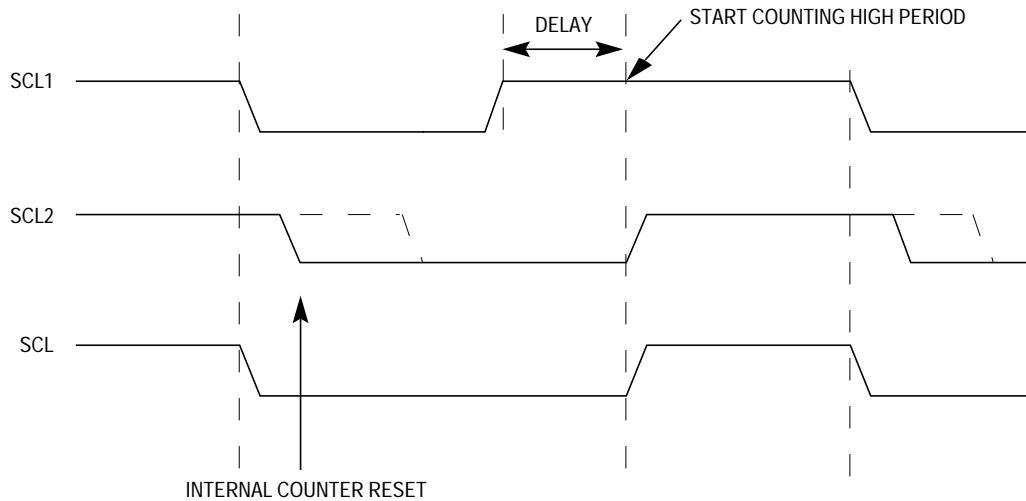 START COUNTING HIGH PERIOD
DELAY
SCL1
SCL2
SCL
INTERNAL COUNTER RESET